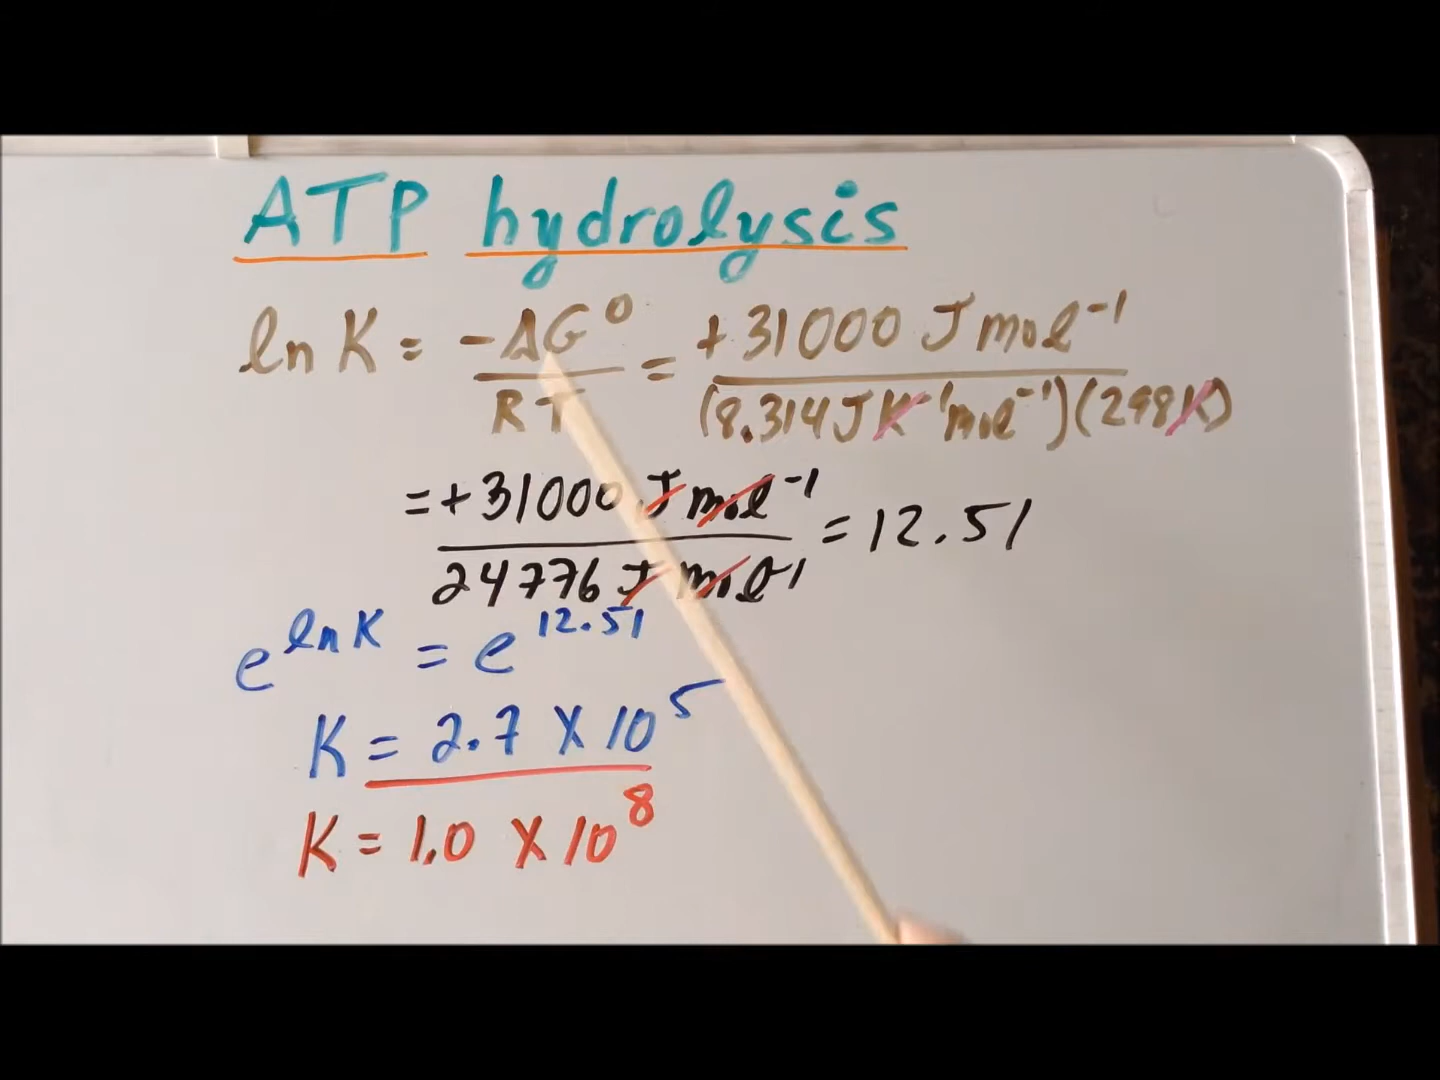 ATP hydrolysis
ln K = -ΔG° / RT = +31000 J mol⁻¹ / (8.314 J K⁻¹ mol⁻¹)(298 K)
= +31000 J mol⁻¹ / 24776 J mol⁻¹ = 12.51
e^ln K = e^12.51
K = 2.7 X 10⁵
K = 1.0 X 10⁸